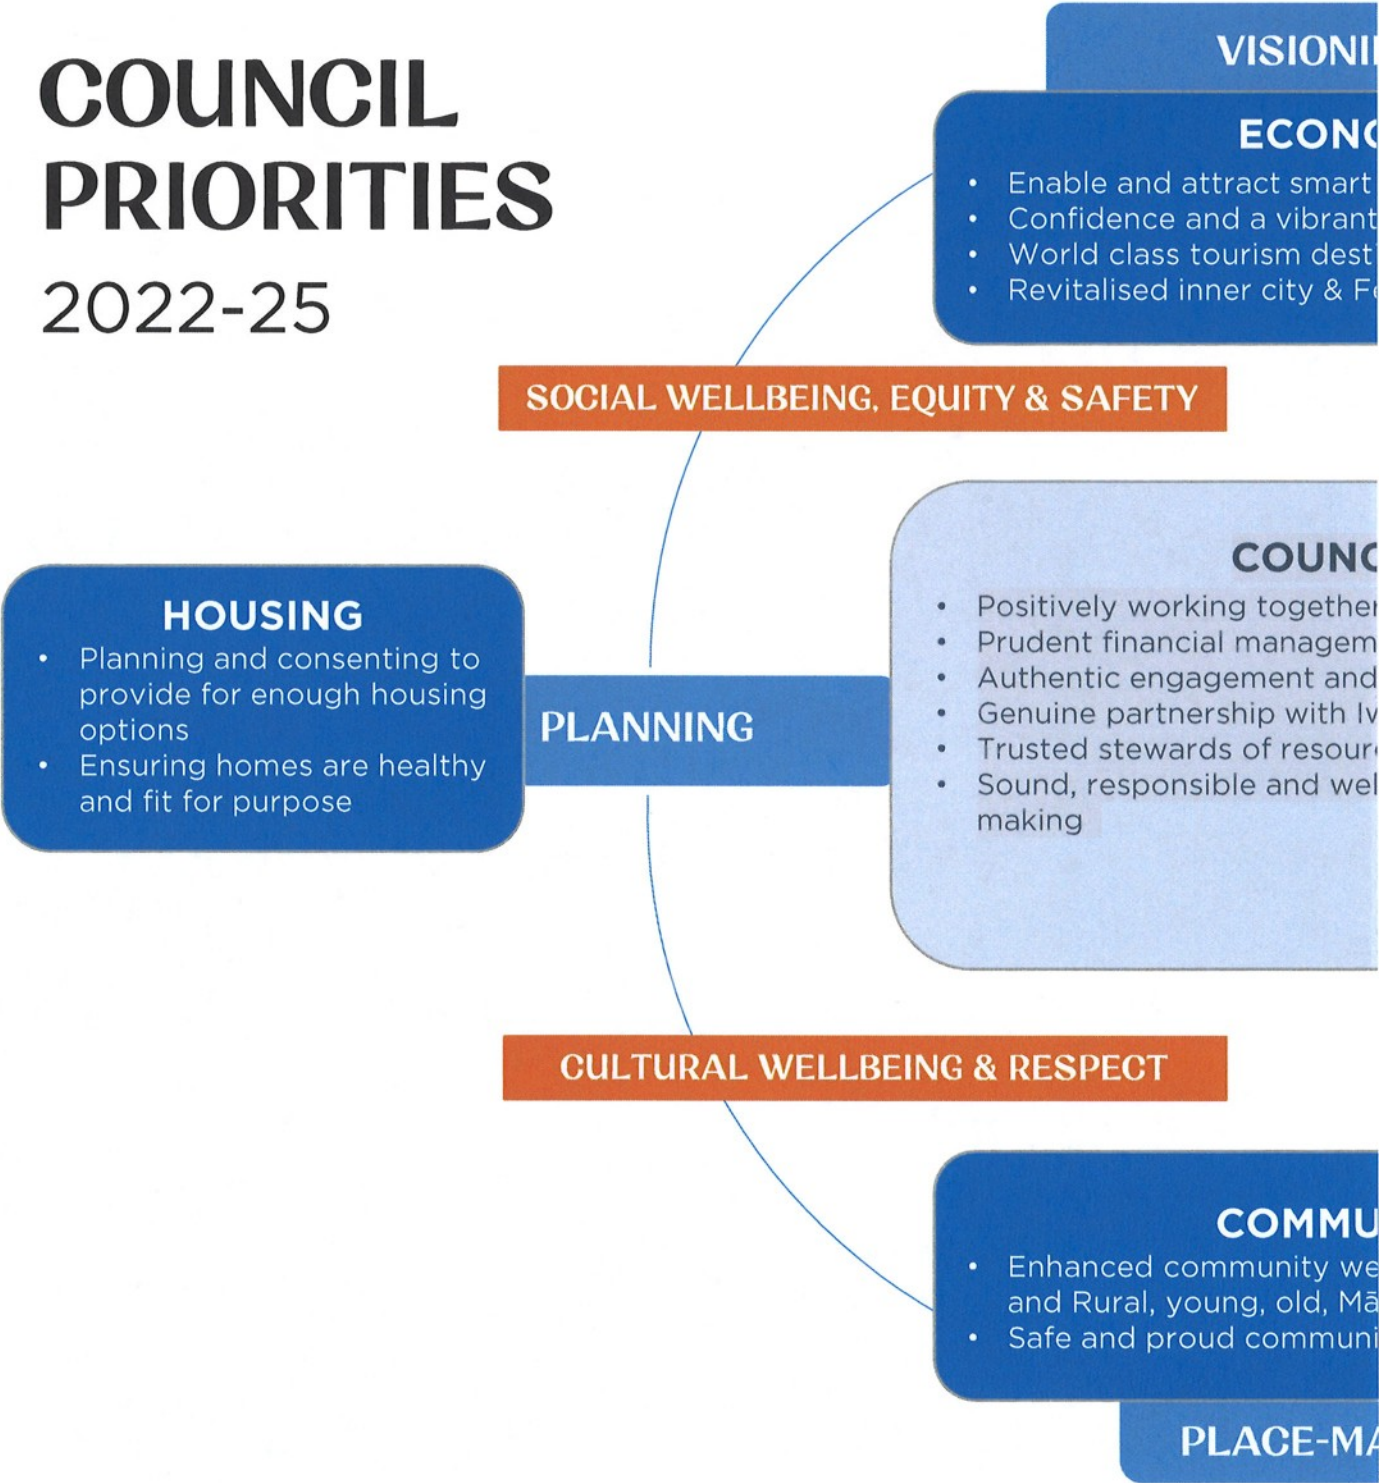 COUNCIL
PRIORITIES
2022-25
VISIONI
ECONO
• Enable and attract smart
• Confidence and a vibrant
• World class tourism dest
• Revitalised inner city & F
SOCIAL WELLBEING, EQUITY & SAFETY
HOUSING
• Planning and consenting to
provide for enough housing
options
• Ensuring homes are healthy
and fit for purpose
PLANNING
COUNC
• Positively working together
• Prudent financial managem
• Authentic engagement and
• Genuine partnership with Iw
• Trusted stewards of resour
• Sound, responsible and wel
making
CULTURAL WELLBEING & RESPECT
COMMU
• Enhanced community we
and Rural, young, old, Mā
• Safe and proud communi
PLACE-MA